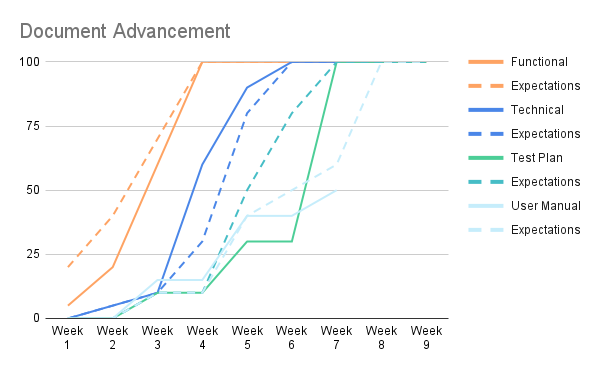 Document Advancement
100
75
50
25
0
Week 1
Week 2
Week 3
Week 4
Week 5
Week 6
Week 7
Week 8
Week 9
Functional
Expectations
Technical
Expectations
Test Plan
Expectations
User Manual
Expectations